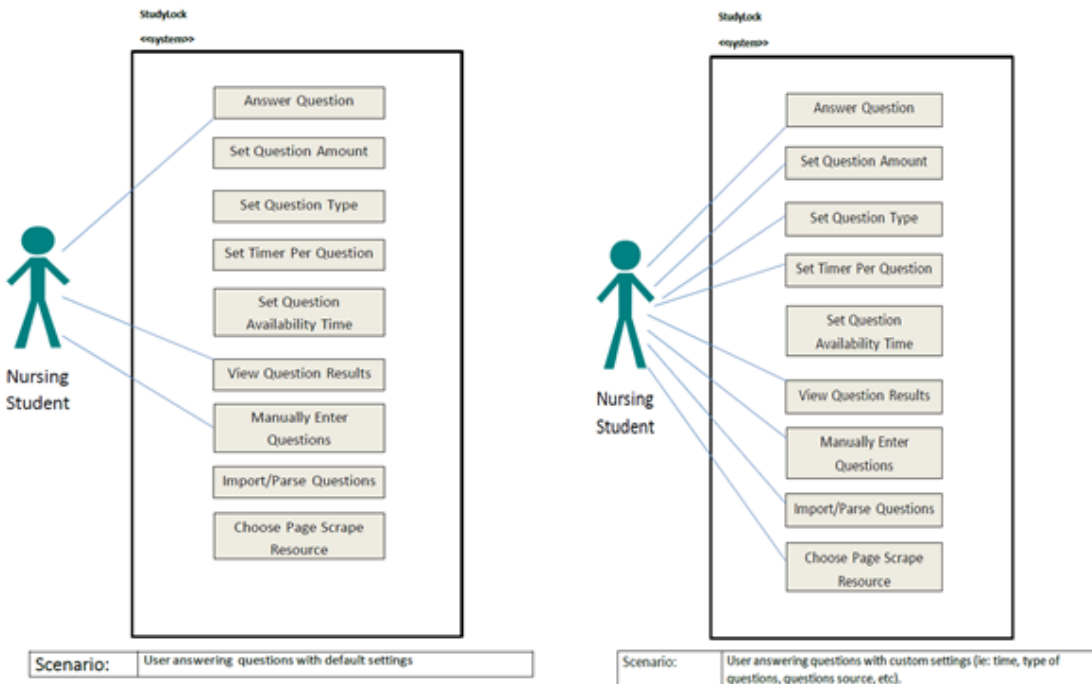 StudyLock
<<system>>
Answer Question
Set Question Amount
Set Question Type
Set Timer Per Question
Set Question
Availability Time
View Question Results
Manually Enter
Questions
Import/Parse Questions
Choose Page Scrape
Resource
Nursing
Student
Scenario: User answering questions with default settings
StudyLock
<<system>>
Answer Question
Set Question Amount
Set Question Type
Set Timer Per Question
Set Question
Availability Time
View Question Results
Manually Enter
Questions
Import/Parse Questions
Choose Page Scrape
Resource
Nursing
Student
Scenario: User answering questions with custom settings (ie: time, type of
questions, questions source, etc).